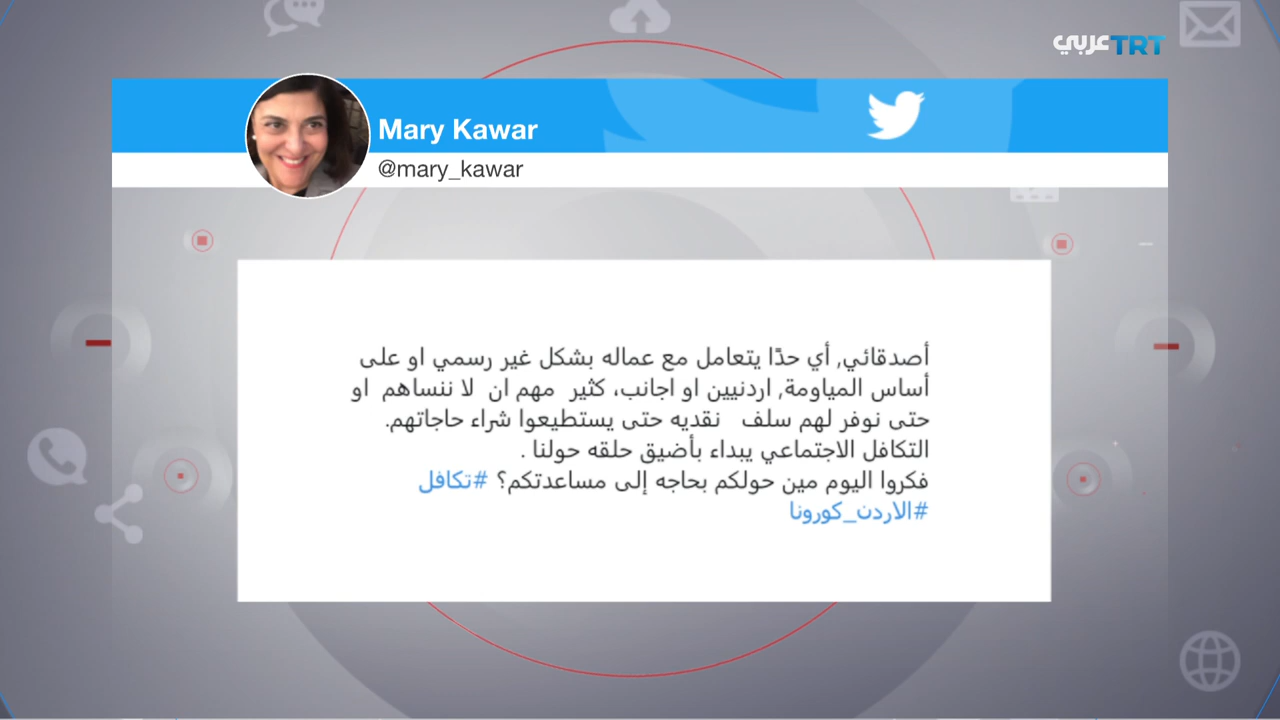 TRT عربي
Mary Kawar
@mary_kawar
أصدقائي, أي حدًا يتعامل مع عماله بشكل غير رسمي او على
أساس المياومة, اردنيين او اجانب، كثير مهم ان لا ننساهم او
حتى نوفر لهم سلف نقديه حتى يستطيعوا شراء حاجاتهم.
التكافل الاجتماعي يبداء بأضيق حلقه حولنا .
فكروا اليوم مين حولكم بحاجه إلى مساعدتكم؟ #تكافل
#الاردن_كورونا